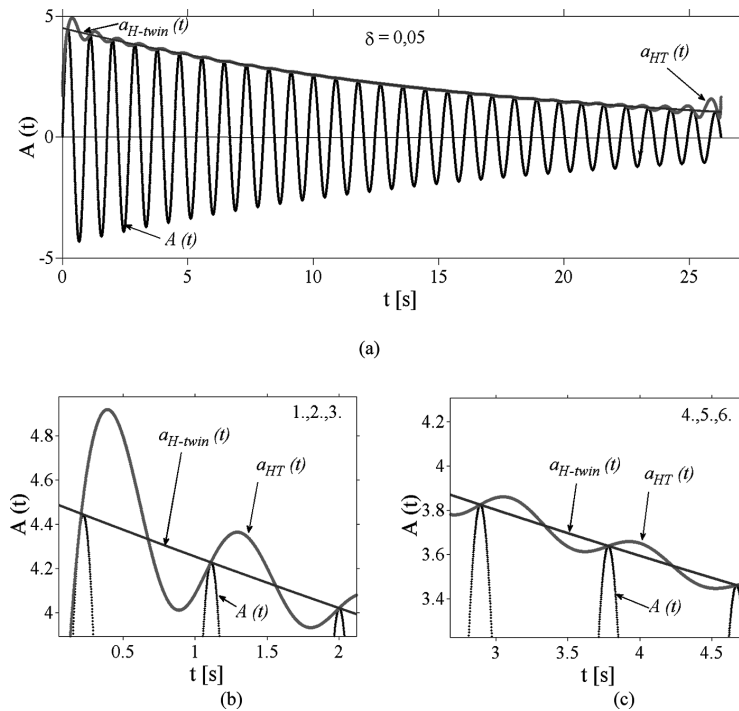 5
a_H-twin (t)
δ = 0,05
a_HT (t)
A (t)
0
A (t)
-5
0 5 10 15 20 25
t [s]
(a)
1.,2.,3.
4.8
a_H-twin (t)
a_HT (t)
A (t)
4.4
4.2
A (t)
4
0.5 1 1.5 2
t [s]
(b)
4.2
4.,5.,6.
a_H-twin (t)
a_HT (t)
4
A (t)
3.8
3.6
A (t)
3.4
3 3.5 4 4.5
t [s]
(c)